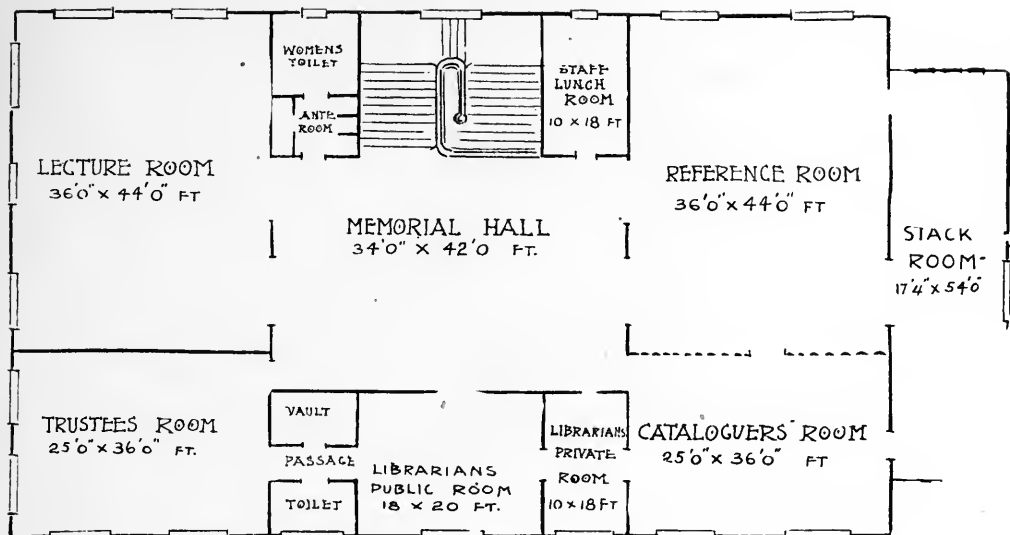 WOMENS
TOILET
ANTE
ROOM
STAFF
LUNCH
ROOM
10 X 18 FT
LECTURE ROOM
36'0" X 44'0" FT
MEMORIAL HALL
34'0" X 42'0 FT.
REFERENCE ROOM
36'0" X 44'0" FT
STACK
ROOM-
17'4" X 54'0
TRUSTEES ROOM
25'0" X 36'0" FT.
VAULT
PASSAGE
TOILET
LIBRARIANS
PUBLIC ROOM
18 X 20 FT.
LIBRARIANS
PRIVATE
ROOM
10 X 18 FT
CATALOGUERS' ROOM
25'0" X 36'0" FT